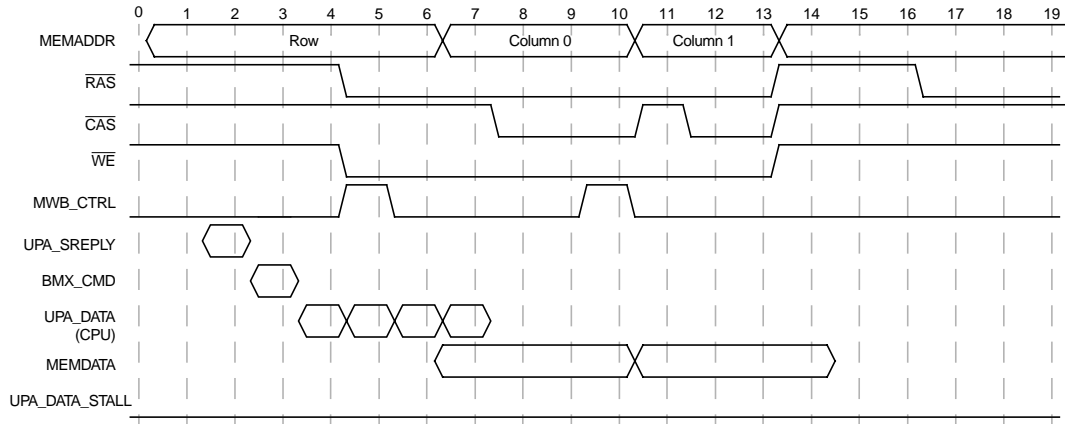 0 1 2 3 4 5 6 7 8 9 10 11 12 13 14 15 16 17 18 19
MEMADDR Row Column 0 Column 1
RAS
CAS
WE
MWB_CTRL
UPA_SREPLY
BMX_CMD
UPA_DATA
(CPU)
MEMDATA
UPA_DATA_STALL